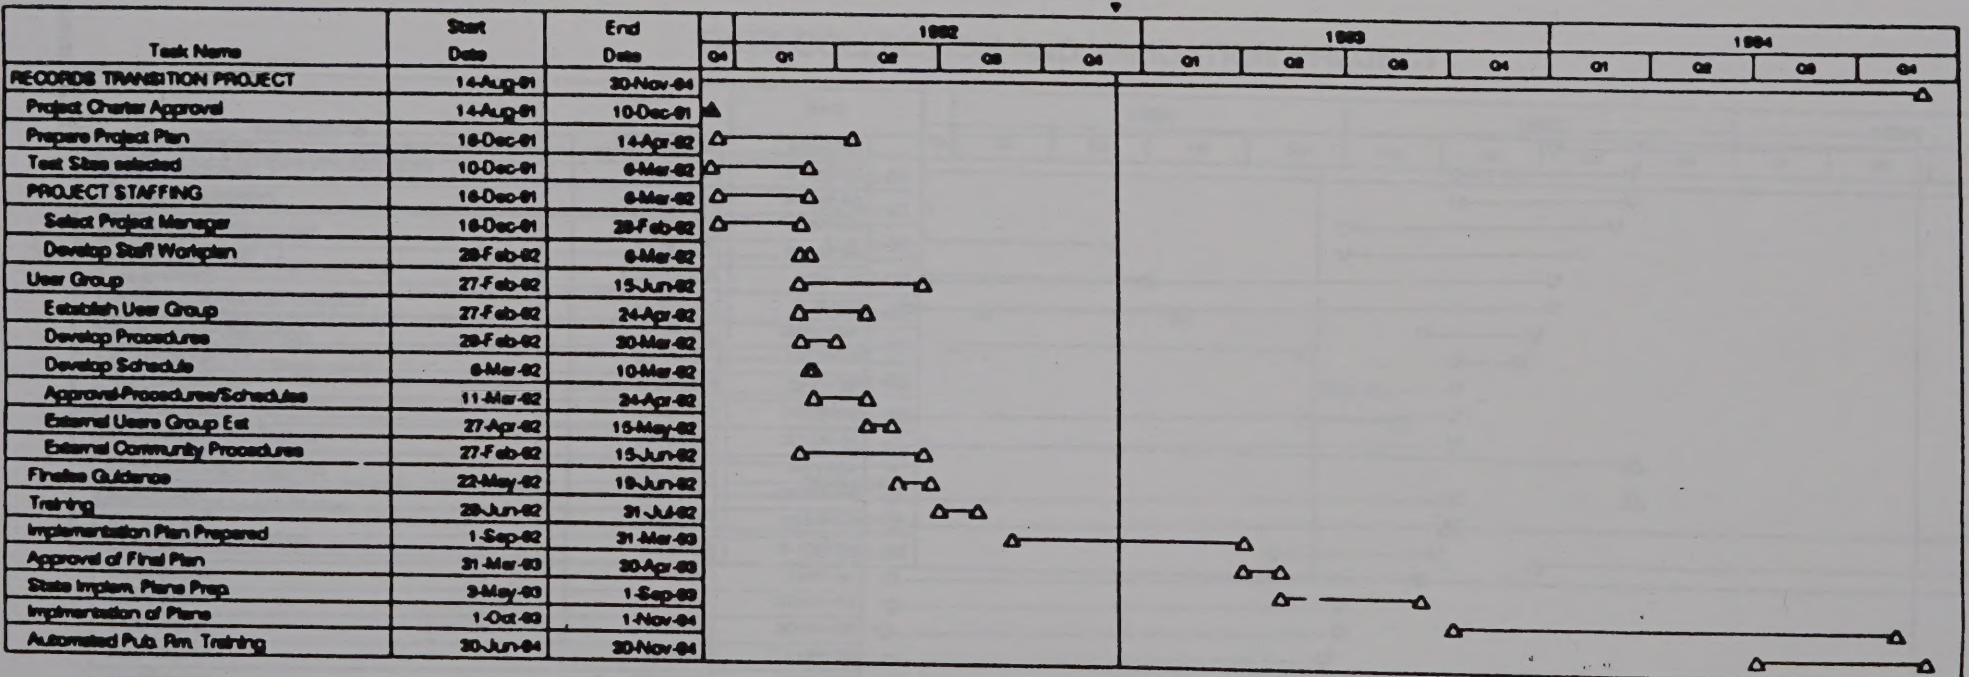 Task Name Start Date End Date 1992 1993 1994
Q4 Q1 Q2 Q3 Q4 Q1 Q2 Q3 Q4 Q1 Q2 Q3 Q4
RECORDS TRANSITION PROJECT 14-Aug-91 30-Nov-94
Project Charter Approval 14-Aug-91 10-Dec-91
Prepare Project Plan 16-Dec-91 14-Apr-92
Test Sites selected 10-Dec-91 6-Mar-92
PROJECT STAFFING 16-Dec-91 6-Mar-92
Select Project Manager 16-Dec-91 28-Feb-92
Develop Staff Workplan 28-Feb-92 6-Mar-92
User Group 27-Feb-92 15-Jun-92
Establish User Group 27-Feb-92 24-Apr-92
Develop Procedures 28-Feb-92 30-Mar-92
Develop Schedule 6-Mar-92 10-Mar-92
Approval-Procedures/Schedules 11-Mar-92 24-Apr-92
External Users Group Est 27-Apr-92 15-May-92
External Community Procedures 27-Feb-92 15-Jun-92
Finalize Guidance 22-May-92 19-Jun-92
Training 29-Jun-92 31-Jul-92
Implementation Plan Prepared 1-Sep-92 31-Mar-93
Approval of Final Plan 31-Mar-93 30-Apr-93
State Implem. Plans Prep 3-May-93 1-Sep-93
Implmentation of Plans 1-Oct-93 1-Nov-94
Automated Pub. Rm. Training 30-Jun-94 30-Nov-94